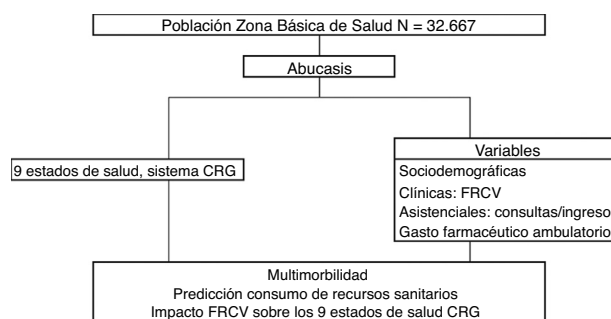 Población Zona Básica de Salud N = 32.667
Abucasis
9 estados de salud, sistema CRG
Variables
Sociodemográficas
Clínicas: FRCV
Asistenciales: consultas/ingreso
Gasto farmacéutico ambulatorio
Multimorbilidad
Predicción consumo de recursos sanitarios
Impacto FRCV sobre los 9 estados de salud CRG